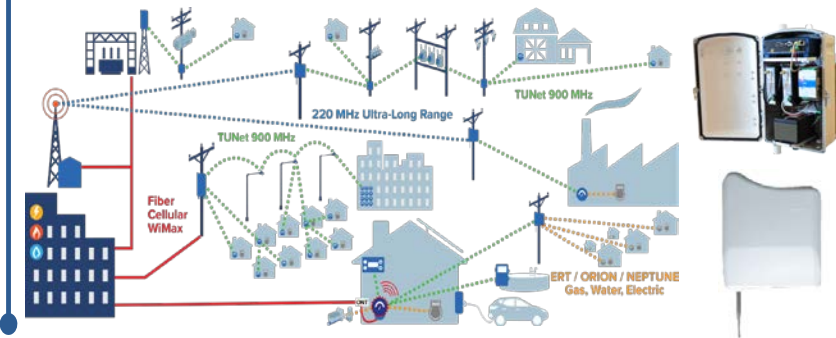 TUNet 900 MHz
220 MHz Ultra-Long Range
TUNet 900 MHz
Fiber
Cellular
WiMax
ERT / ORION / NEPTUNE
Gas, Water, Electric
ONT